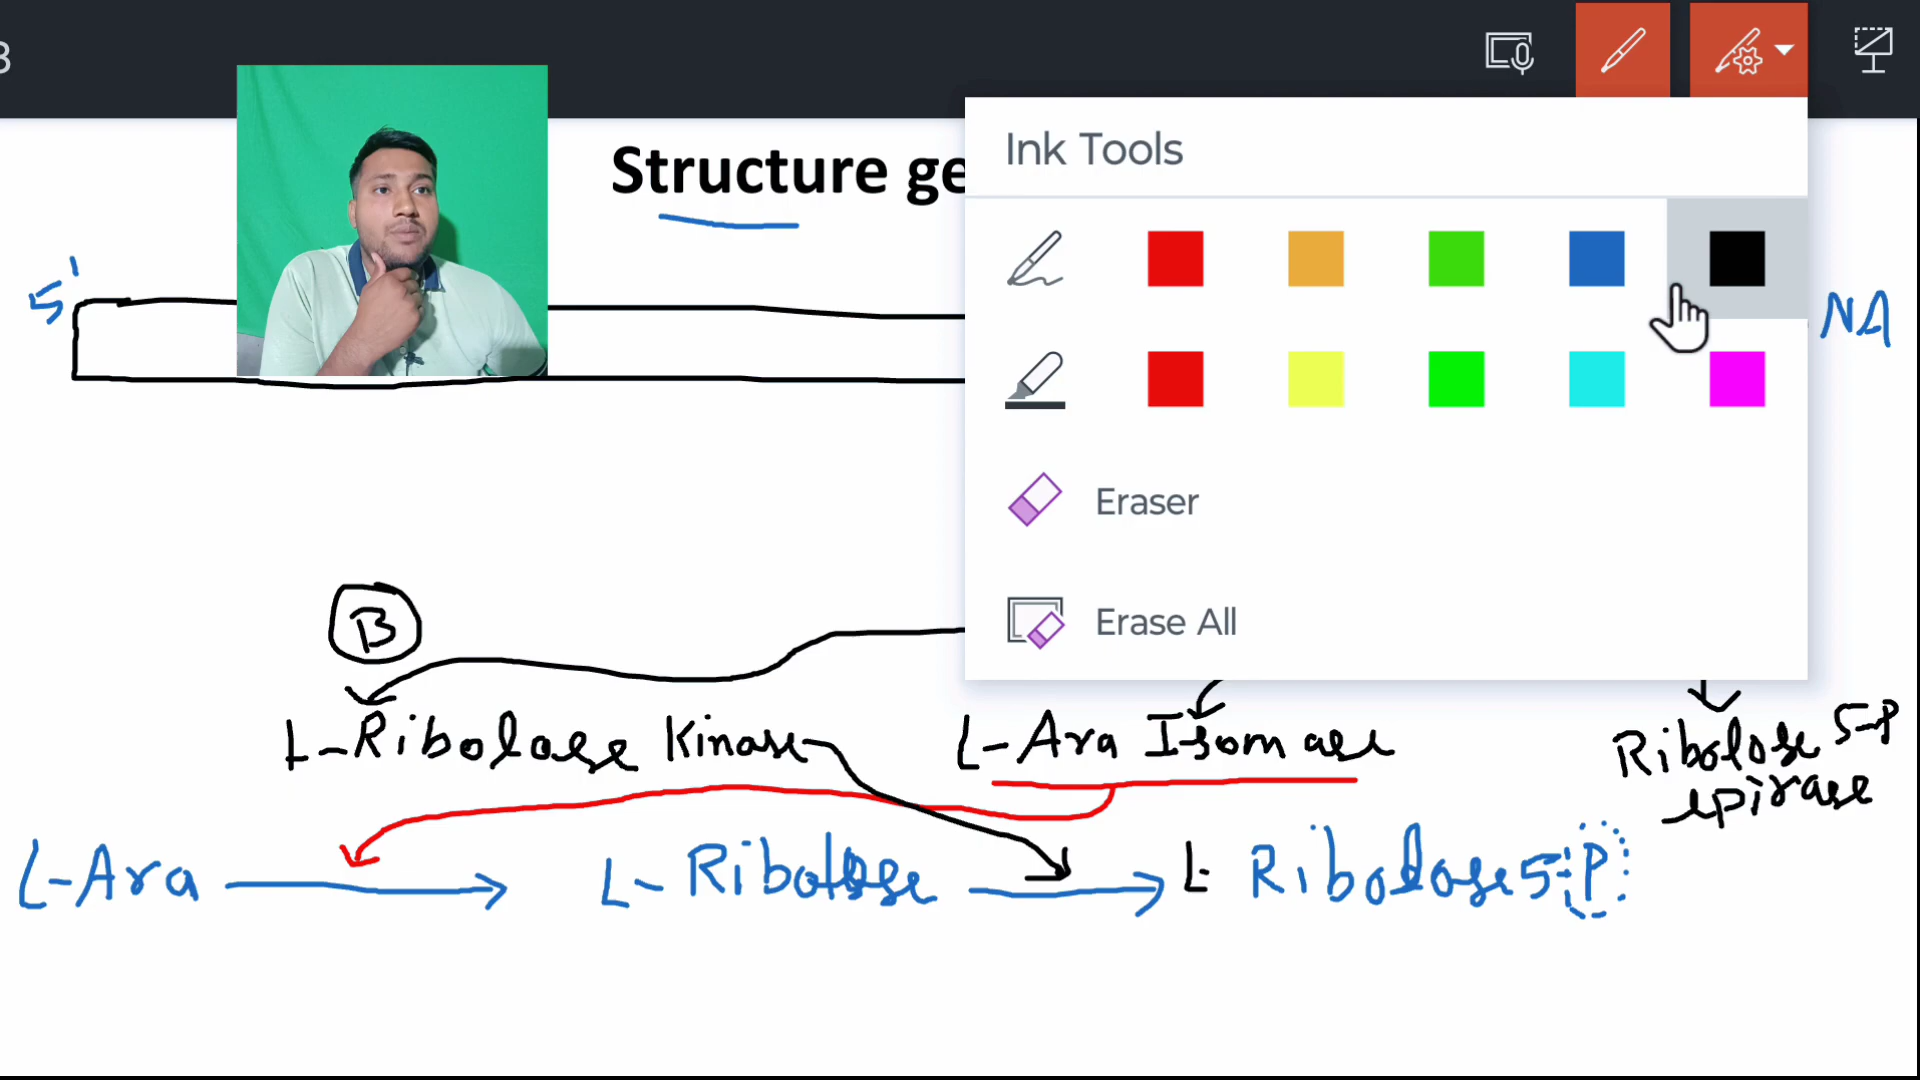 3
Structure ge
Ink Tools
5'
NA
Eraser
B
Erase All
L-Ribolose Kinase
L-Ara Isomase
Ribolose 5-P
epirase
L-Ara
L-Ribolose
L-Ribolose 5-P